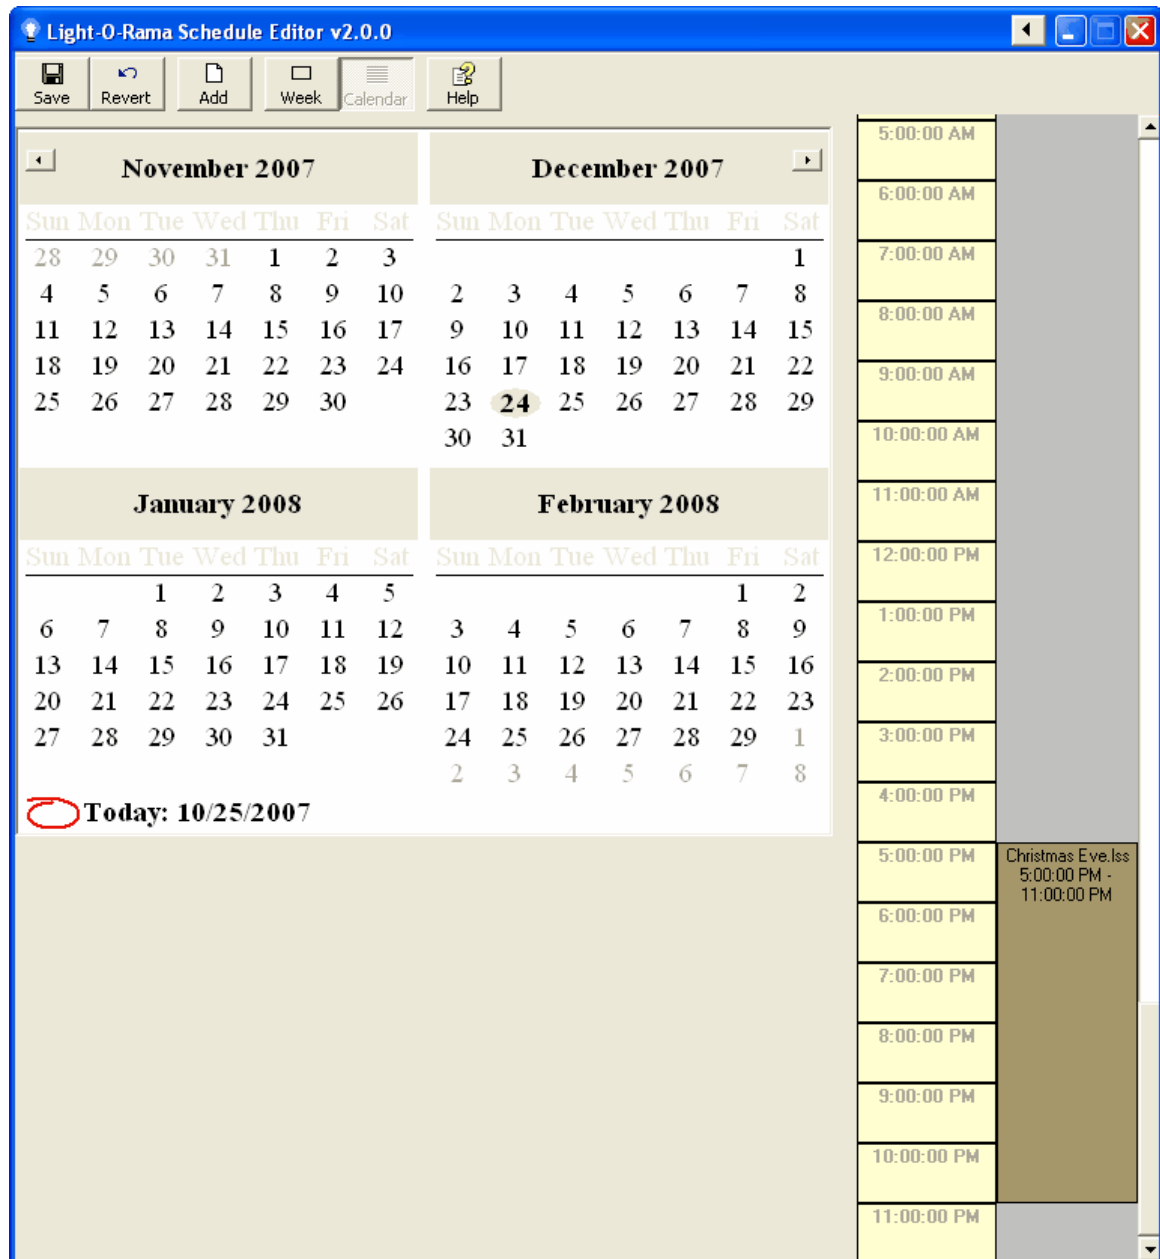 Light-O-Rama Schedule Editor v2.0.0
Save Revert Add Week Calendar Help
November 2007
Sun Mon Tue Wed Thu Fri Sat
28 29 30 31 1 2 3
4 5 6 7 8 9 10
11 12 13 14 15 16 17
18 19 20 21 22 23 24
25 26 27 28 29 30
December 2007
Sun Mon Tue Wed Thu Fri Sat
1
2 3 4 5 6 7 8
9 10 11 12 13 14 15
16 17 18 19 20 21 22
23 24 25 26 27 28 29
30 31
January 2008
Sun Mon Tue Wed Thu Fri Sat
1 2 3 4 5
6 7 8 9 10 11 12
13 14 15 16 17 18 19
20 21 22 23 24 25 26
27 28 29 30 31
February 2008
Sun Mon Tue Wed Thu Fri Sat
1 2
3 4 5 6 7 8 9
10 11 12 13 14 15 16
17 18 19 20 21 22 23
24 25 26 27 28 29 1
2 3 4 5 6 7 8
Today: 10/25/2007
5:00:00 AM
6:00:00 AM
7:00:00 AM
8:00:00 AM
9:00:00 AM
10:00:00 AM
11:00:00 AM
12:00:00 PM
1:00:00 PM
2:00:00 PM
3:00:00 PM
4:00:00 PM
5:00:00 PM
6:00:00 PM
7:00:00 PM
8:00:00 PM
9:00:00 PM
10:00:00 PM
11:00:00 PM
Christmas Eve.lss
5:00:00 PM -
11:00:00 PM